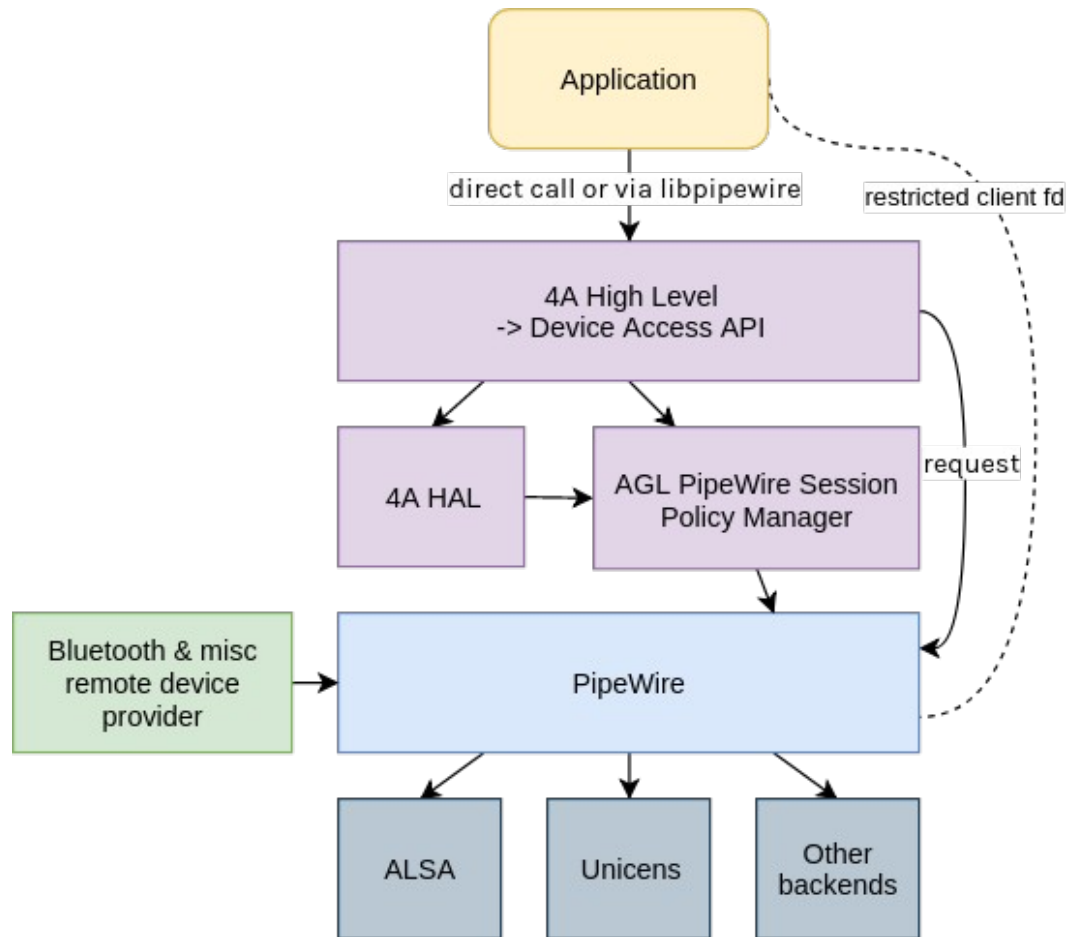 Application
direct call or via libpipewire
restricted client fd
4A High Level
-> Device Access API
request
4A HAL
AGL PipeWire Session
Policy Manager
Bluetooth & misc
remote device
provider
PipeWire
ALSA
Unicens
Other
backends